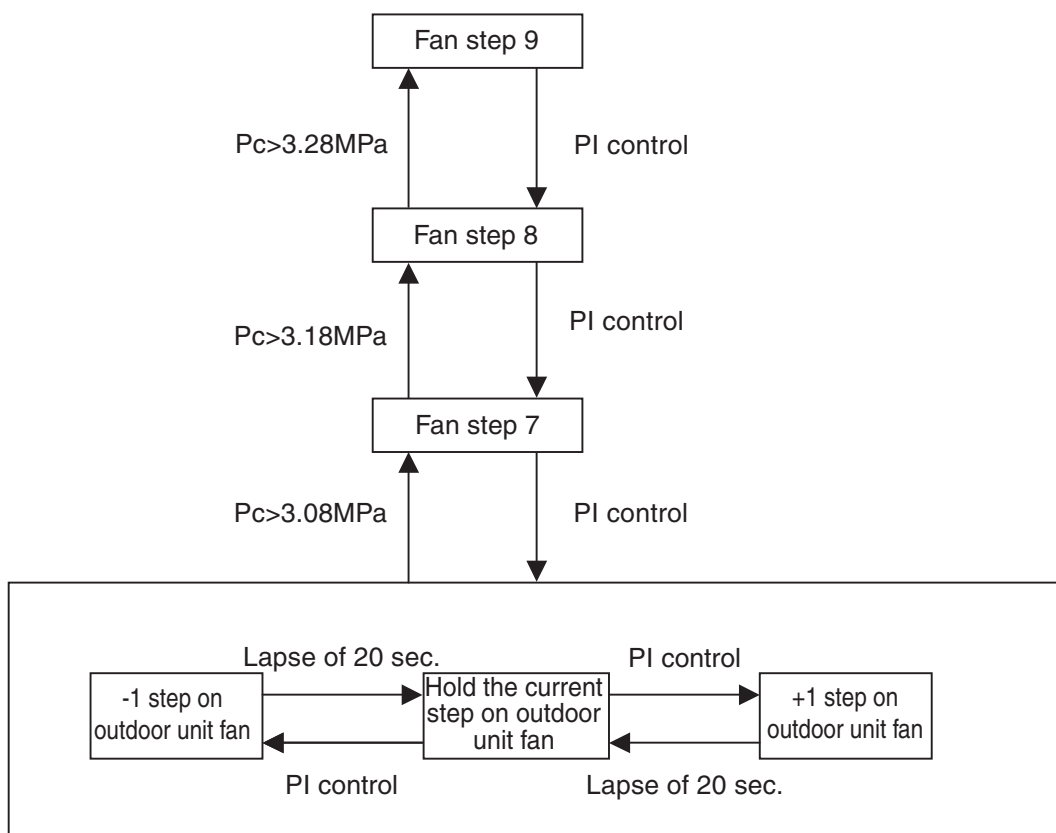 Fan step 9
Pc>3.28MPa
PI control
Fan step 8
Pc>3.18MPa
PI control
Fan step 7
Pc>3.08MPa
PI control
Lapse of 20 sec.
PI control
-1 step on
outdoor unit fan
Hold the current
step on outdoor
unit fan
+1 step on
outdoor unit fan
PI control
Lapse of 20 sec.